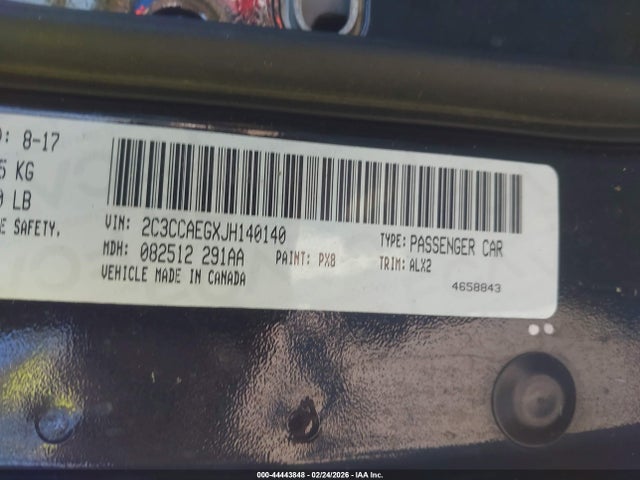 D: 8-17
5 KG
0 LB
E SAFETY.
VIN: 2C3CCAEGXJH140140
TYPE: PASSENGER CAR
MDH: 082512 291AA
PAINT: PX8
TRIM: ALX2
VEHICLE MADE IN CANADA
4658843
000-44443848 - 02/24/2026 - IAA Inc.